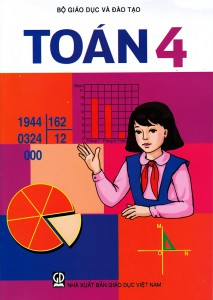 BỘ GIÁO DỤC VÀ ĐÀO TẠO
TOÁN 4
1944 162
0324 12
000
M
O N
NHÀ XUẤT BẢN GIÁO DỤC VIỆT NAM